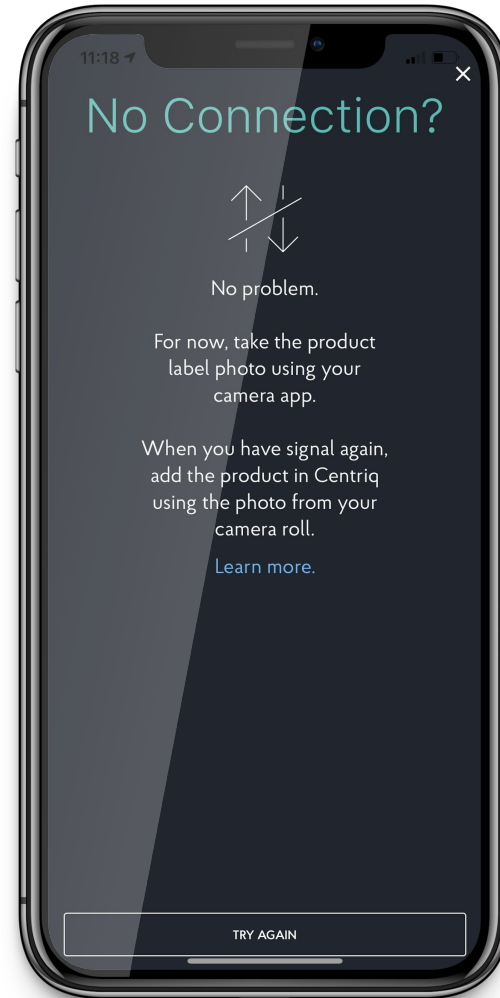 11:18
No Connection?
No problem.
For now, take the product
label photo using your
camera app.
When you have signal again,
add the product in Centriq
using the photo from your
camera roll.
Learn more.
TRY AGAIN